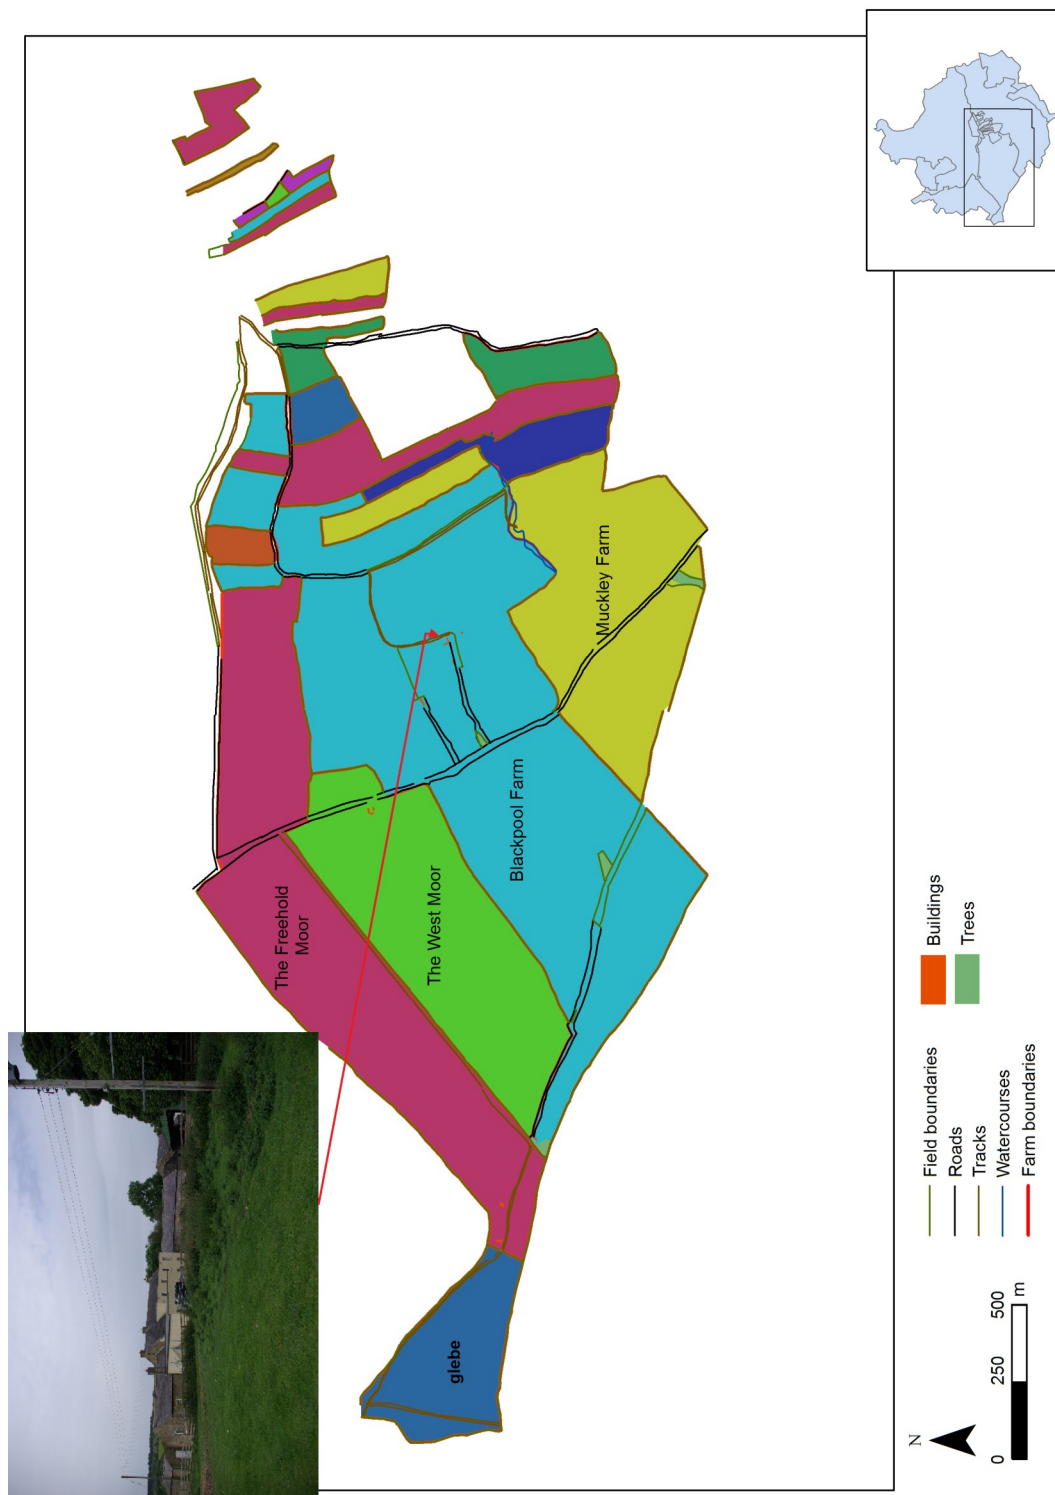 The Freehold
Moor
The West Moor
Blackpool Farm
Muckley Farm
glebe
N
0
250
500
m
Field boundaries
Roads
Tracks
Watercourses
Farm boundaries
Buildings
Trees